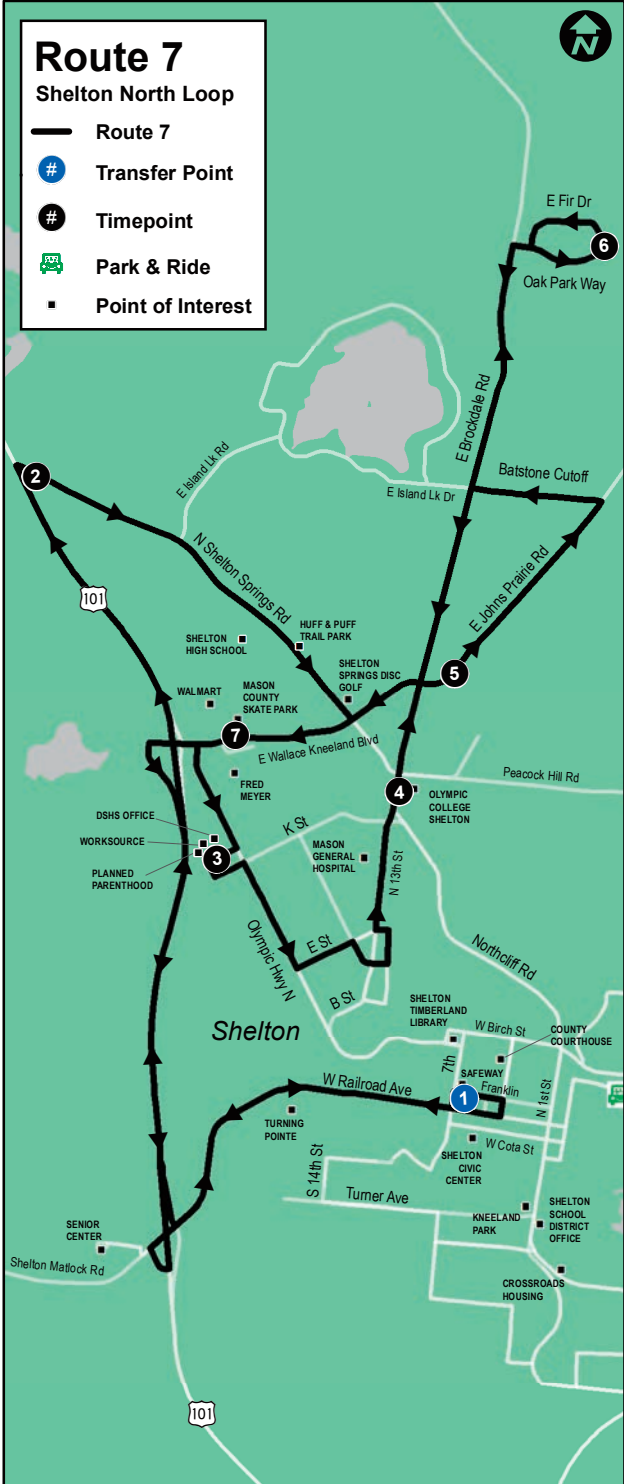 N
Route 7
Shelton North Loop
Route 7
# Transfer Point
# Timepoint
Park & Ride
Point of Interest
E Fir Dr
6
Oak Park Way
E Brockdale Rd
E Island Lk Rd
2
Batstone Cutoff
E Island Lk Dr
N Shelton Springs Rd
E Johns Prairie Rd
101
HUFF & PUFF
TRAIL PARK
SHELTON
HIGH SCHOOL
SHELTON
SPRINGS DISC
GOLF
5
WALMART
MASON
COUNTY
SKATE PARK
7
E Wallace Kneeland Blvd
Peacock Hill Rd
FRED
MEYER
4
OLYMPIC
COLLEGE
SHELTON
DSHS OFFICE
WORKSOURCE
PLANNED
PARENTHOOD
3
K St
MASON
GENERAL
HOSPITAL
N 13th St
Olympic Hwy N
E St
B St
Northcliff Rd
SHELTON
TIMBERLAND
LIBRARY
W Birch St
COUNTY
COURTHOUSE
Shelton
7th
SAFEWAY
Franklin
N 1st St
1
W Railroad Ave
TURNING
POINTE
W Cota St
SHELTON
CIVIC
CENTER
S 14th St
Turner Ave
KNEELAND
PARK
SHELTON
SCHOOL
DISTRICT
OFFICE
SENIOR
CENTER
Shelton Matlock Rd
CROSSROADS
HOUSING
101